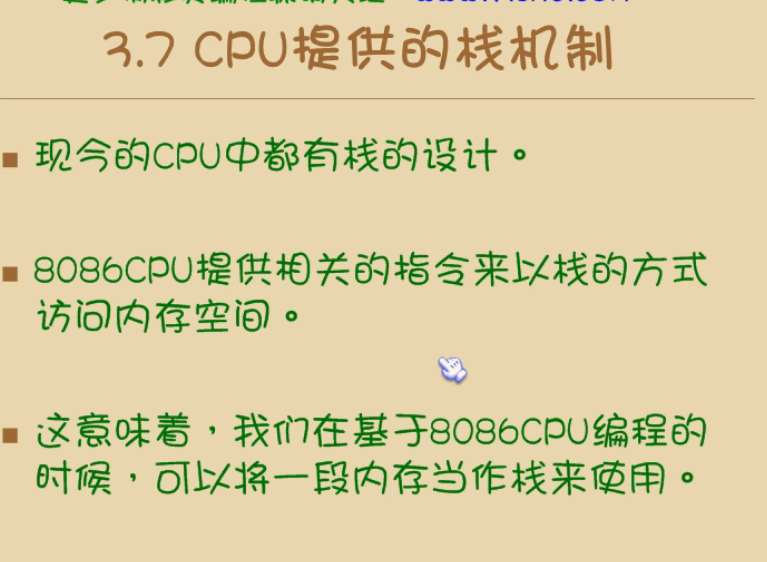 3.7 CPU提供的栈机制
现今的CPU中都有栈的设计。
8086CPU提供相关的指令来以栈的方式
访问内存空间。
这意味着，我们在基于8086CPU编程的
时候，可以将一段内存当作栈来使用。